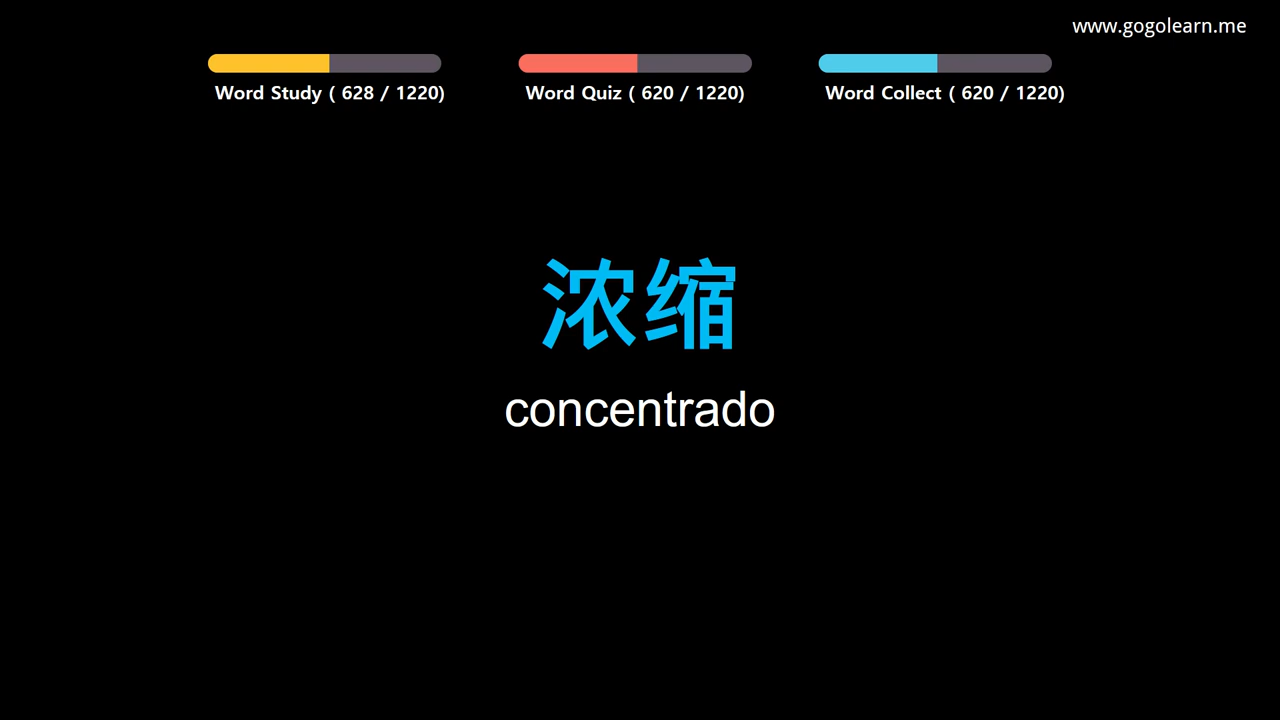 www.gogolearn.me
Word Study ( 628 / 1220)
Word Quiz ( 620 / 1220)
Word Collect ( 620 / 1220)
浓缩
concentrado